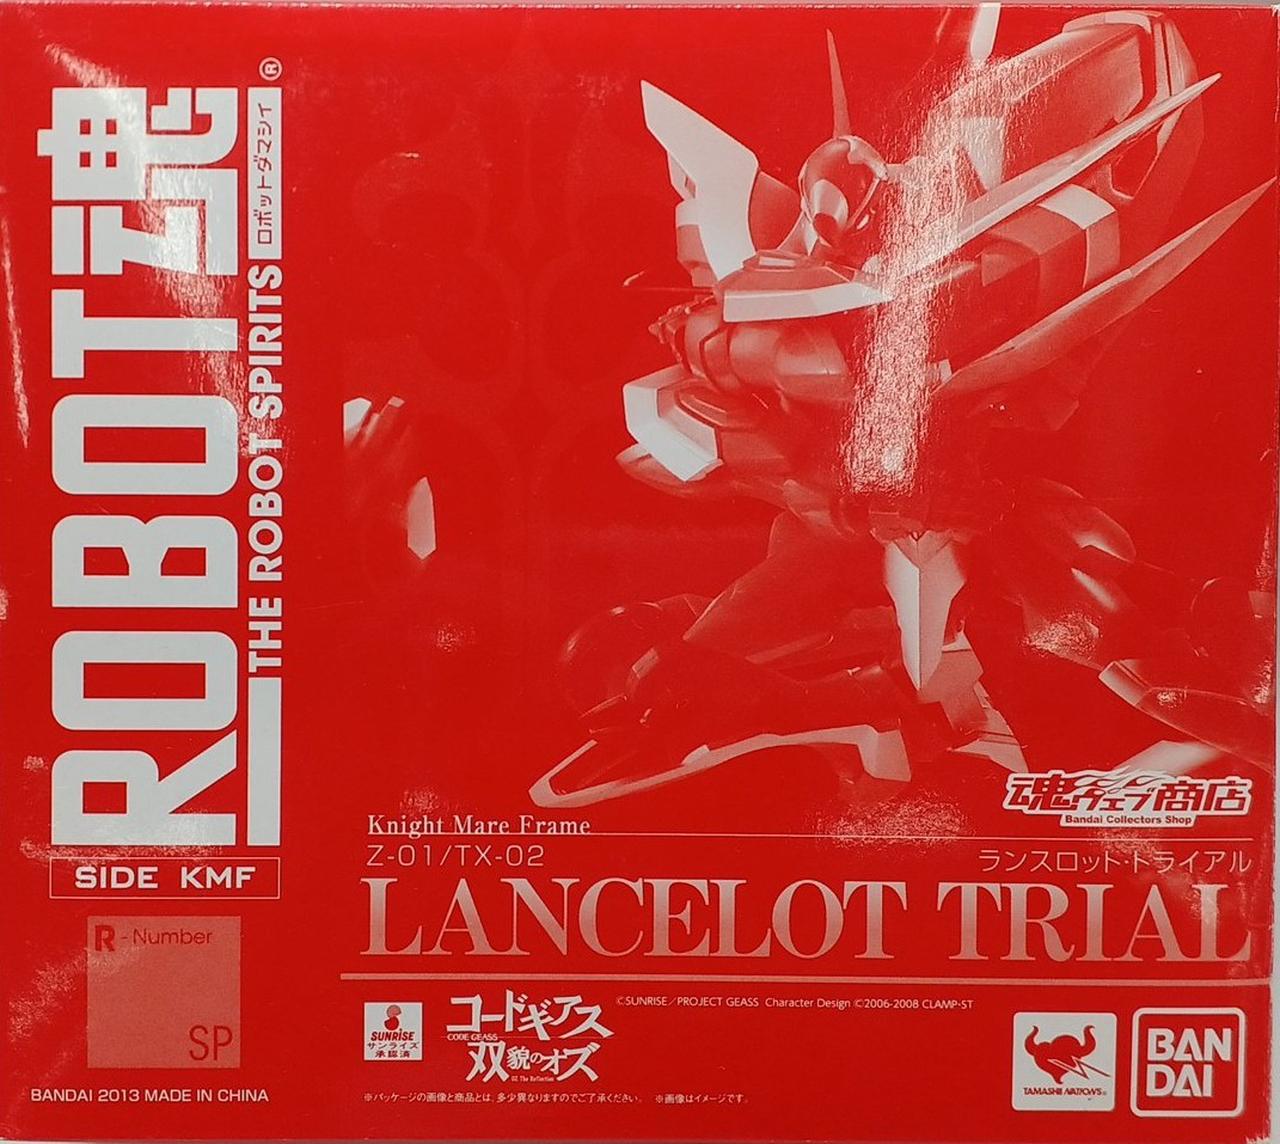 ROBOT魂
®
ロボットダマシイ
THE ROBOT SPIRITS
SIDE KMF
R-Number
SP
BANDAI 2013 MADE IN CHINA
魂ウェブ商店
Bandai Collectors Shop
Knight Mare Frame
Z-01/TX-02
ランスロット・トライアル
LANCELOT TRIAL
SUNRISE
サンライズ
承認済
コードギアス
CODE GEASS
双貌のオズ
OZ The Reflection
©SUNRISE/PROJECT GEASS Character Design ©2006-2008 CLAMP・ST
※パッケージの画像と商品とは、多少異なりますのでご了承ください。 ※画像はイメージです。
TAMASHII NATIONS®
BANDAI